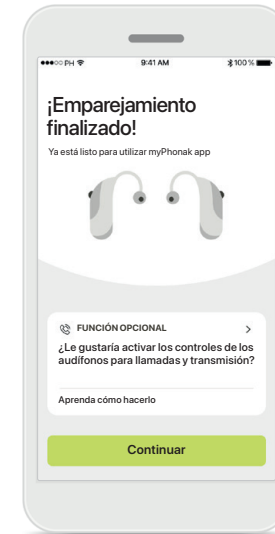 ●●●○○ PH 9:41 AM 100%
¡Emparejamiento
finalizado!
Ya está listo para utilizar myPhonak app
FUNCIÓN OPCIONAL
¿Le gustaría activar los controles de los
audífonos para llamadas y transmisión?
Aprenda cómo hacerlo
Continuar